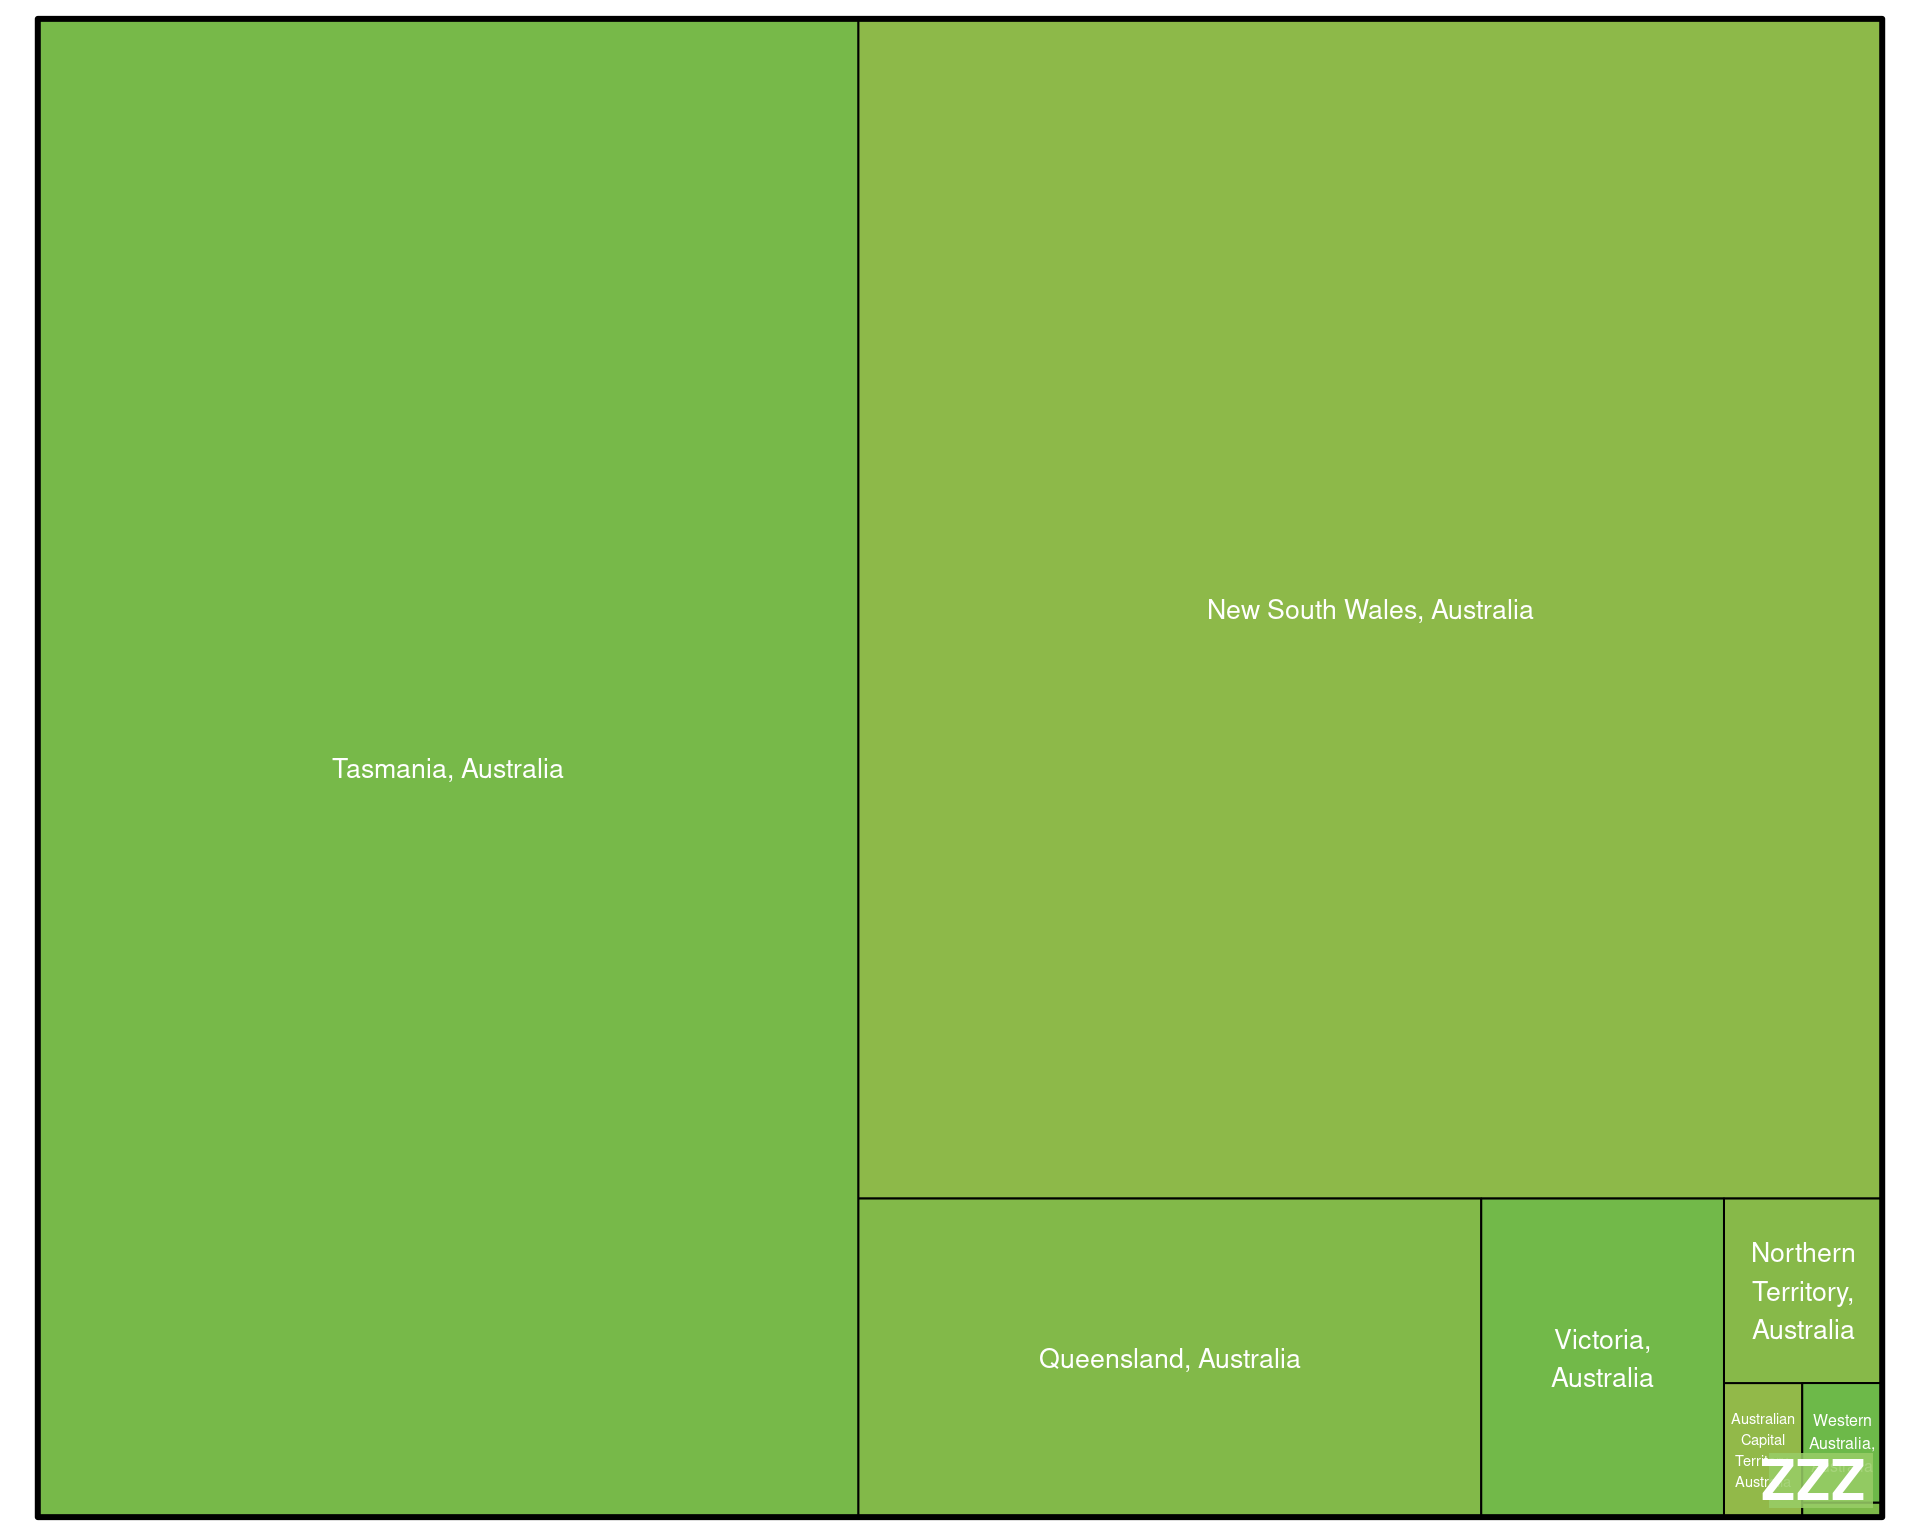 Tasmania, Australia
New South Wales, Australia
Queensland, Australia
Victoria,
Australia
Northern
Territory,
Australia
Australian
Capital
Western
Australia,
ZZZ